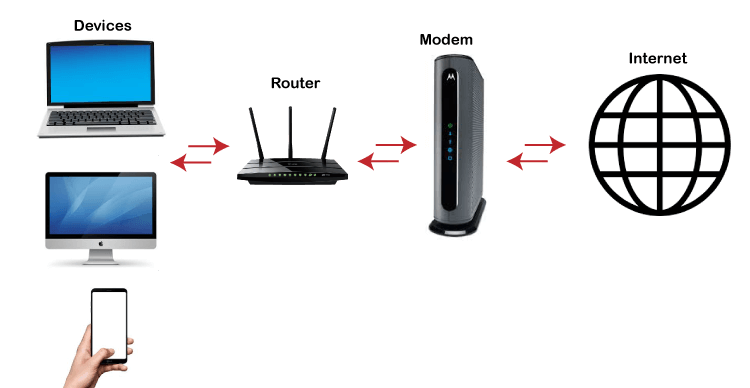 Devices
Router
Modem
Internet